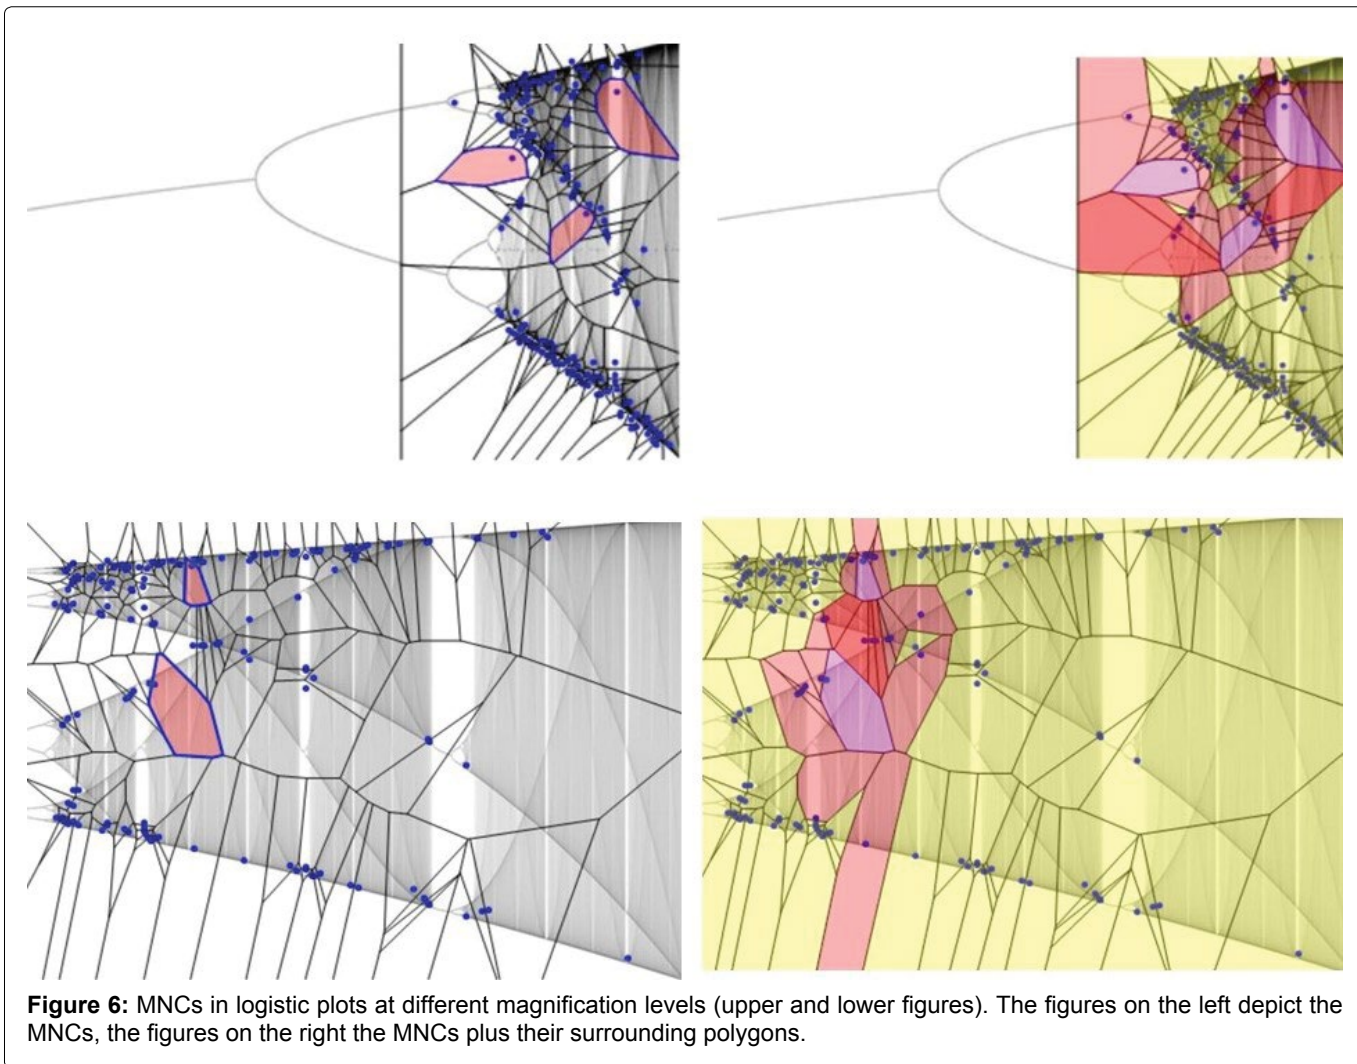 Figure 6: MNCs in logistic plots at different magnification levels (upper and lower figures). The figures on the left depict the
MNCs, the figures on the right the MNCs plus their surrounding polygons.